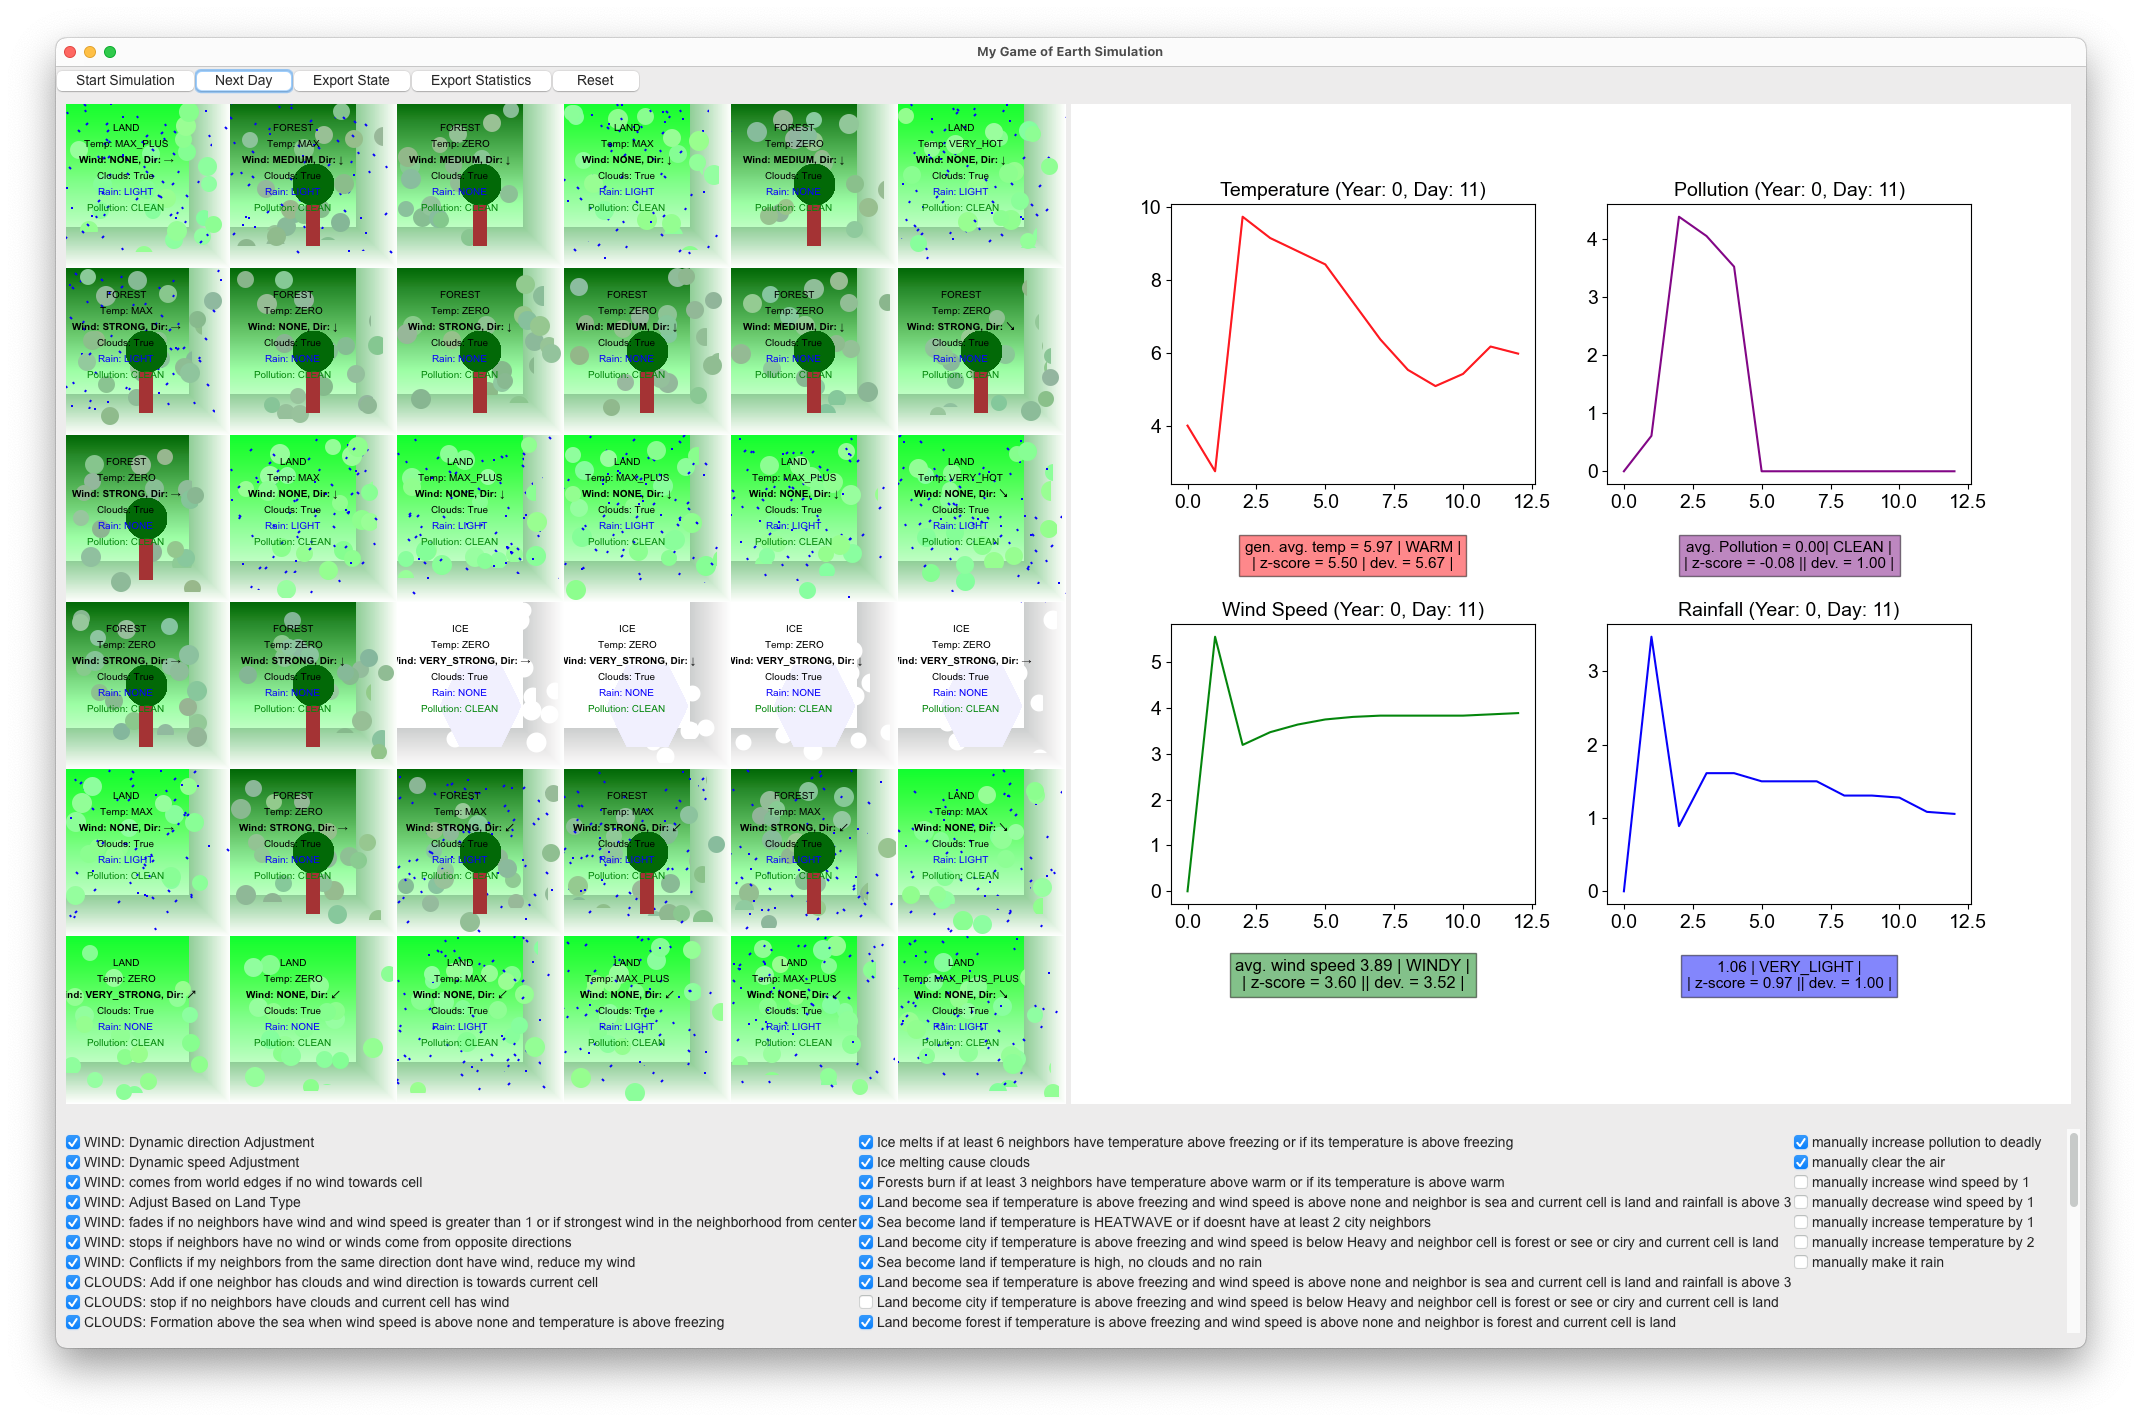 My Game of Earth Simulation
Start Simulation Next Day Export State Export Statistics Reset
LAND
Temp: MAX_PLUS
Wind: NONE, Dir: →
Clouds: True
Rain: LIGHT
Pollution: CLEAN
FOREST
Temp: MAX
Wind: MEDIUM, Dir: ↓
Clouds: True
Rain: LIGHT
Pollution: CLEAN
FOREST
Temp: ZERO
Wind: MEDIUM, Dir: ↓
Clouds: True
Rain: NONE
Pollution: CLEAN
LAND
Temp: MAX
Wind: NONE, Dir: ↓
Clouds: True
Rain: LIGHT
Pollution: CLEAN
FOREST
Temp: ZERO
Wind: MEDIUM, Dir: ↓
Clouds: True
Rain: NONE
Pollution: CLEAN
LAND
Temp: VERY_HOT
Wind: NONE, Dir: ↓
Clouds: True
Rain: LIGHT
Pollution: CLEAN
FOREST
Temp: MAX
Wind: STRONG, Dir: →
Clouds: True
Rain: LIGHT
Pollution: CLEAN
FOREST
Temp: ZERO
Wind: NONE, Dir: ↓
Clouds: True
Rain: NONE
Pollution: CLEAN
FOREST
Temp: ZERO
Wind: STRONG, Dir: ↓
Clouds: True
Rain: NONE
Pollution: CLEAN
FOREST
Temp: ZERO
Wind: MEDIUM, Dir: ↓
Clouds: True
Rain: NONE
Pollution: CLEAN
FOREST
Temp: ZERO
Wind: MEDIUM, Dir: ↓
Clouds: True
Rain: NONE
Pollution: CLEAN
FOREST
Temp: ZERO
Wind: STRONG, Dir: ↘
Clouds: True
Rain: NONE
Pollution: CLEAN
FOREST
Temp: ZERO
Wind: STRONG, Dir: →
Clouds: True
Rain: NONE
Pollution: CLEAN
LAND
Temp: MAX
Wind: NONE, Dir: ↓
Clouds: True
Rain: LIGHT
Pollution: CLEAN
LAND
Temp: MAX_PLUS
Wind: NONE, Dir: ↓
Clouds: True
Rain: LIGHT
Pollution: CLEAN
LAND
Temp: MAX_PLUS
Wind: NONE, Dir: ↓
Clouds: True
Rain: LIGHT
Pollution: CLEAN
LAND
Temp: MAX_PLUS
Wind: NONE, Dir: ↓
Clouds: True
Rain: LIGHT
Pollution: CLEAN
LAND
Temp: VERY_HOT
Wind: NONE, Dir: ↘
Clouds: True
Rain: LIGHT
Pollution: CLEAN
FOREST
Temp: ZERO
Wind: STRONG, Dir: →
Clouds: True
Rain: NONE
Pollution: CLEAN
FOREST
Temp: ZERO
Wind: STRONG, Dir: ↓
Clouds: True
Rain: NONE
Pollution: CLEAN
ICE
Temp: ZERO
Wind: VERY_STRONG, Dir: →
Clouds: True
Rain: NONE
Pollution: CLEAN
ICE
Temp: ZERO
Wind: VERY_STRONG, Dir: ↓
Clouds: True
Rain: NONE
Pollution: CLEAN
ICE
Temp: ZERO
Wind: VERY_STRONG, Dir: ↓
Clouds: True
Rain: NONE
Pollution: CLEAN
ICE
Temp: ZERO
Wind: VERY_STRONG, Dir: →
Clouds: True
Rain: NONE
Pollution: CLEAN
LAND
Temp: MAX
Wind: NONE, Dir: →
Clouds: True
Rain: LIGHT
Pollution: CLEAN
FOREST
Temp: ZERO
Wind: STRONG, Dir: →
Clouds: True
Rain: NONE
Pollution: CLEAN
FOREST
Temp: MAX
Wind: STRONG, Dir: ↙
Clouds: True
Rain: LIGHT
Pollution: CLEAN
FOREST
Temp: MAX
Wind: STRONG, Dir: ↙
Clouds: True
Rain: LIGHT
Pollution: CLEAN
FOREST
Temp: MAX
Wind: STRONG, Dir: ↙
Clouds: True
Rain: LIGHT
Pollution: CLEAN
LAND
Temp: MAX
Wind: NONE, Dir: ↘
Clouds: True
Rain: LIGHT
Pollution: CLEAN
LAND
Temp: ZERO
Wind: VERY_STRONG, Dir: ↗
Clouds: True
Rain: NONE
Pollution: CLEAN
LAND
Temp: ZERO
Wind: NONE, Dir: ↙
Clouds: True
Rain: NONE
Pollution: CLEAN
LAND
Temp: MAX
Wind: NONE, Dir: ↙
Clouds: True
Rain: LIGHT
Pollution: CLEAN
LAND
Temp: MAX_PLUS
Wind: NONE, Dir: ↙
Clouds: True
Rain: LIGHT
Pollution: CLEAN
LAND
Temp: MAX_PLUS
Wind: NONE, Dir: ↙
Clouds: True
Rain: LIGHT
Pollution: CLEAN
LAND
Temp: MAX_PLUS_PLUS
Wind: NONE, Dir: ↘
Clouds: True
Rain: LIGHT
Pollution: CLEAN
Temperature (Year: 0, Day: 11)
10
8
6
4
0.0 2.5 5.0 7.5 10.0 12.5
gen. avg. temp = 5.97 | WARM |
| z-score = 5.50 | dev. = 5.67 |
Pollution (Year: 0, Day: 11)
4
3
2
1
0
0.0 2.5 5.0 7.5 10.0 12.5
avg. Pollution = 0.00| CLEAN |
| z-score = -0.08 || dev. = 1.00 |
Wind Speed (Year: 0, Day: 11)
5
4
3
2
1
0
0.0 2.5 5.0 7.5 10.0 12.5
avg. wind speed 3.89 | WINDY |
| z-score = 3.60 || dev. = 3.52 |
Rainfall (Year: 0, Day: 11)
3
2
1
0
0.0 2.5 5.0 7.5 10.0 12.5
1.06 | VERY_LIGHT |
| z-score = 0.97 || dev. = 1.00 |
WIND: Dynamic direction Adjustment
WIND: Dynamic speed Adjustment
WIND: comes from world edges if no wind towards cell
WIND: Adjust Based on Land Type
WIND: fades if no neighbors have wind and wind speed is greater than 1 or if strongest wind in the neighborhood from center
WIND: stops if neighbors have no wind or winds come from opposite directions
WIND: Conflicts if my neighbors from the same direction dont have wind, reduce my wind
CLOUDS: Add if one neighbor has clouds and wind direction is towards current cell
CLOUDS: stop if no neighbors have clouds and current cell has wind
CLOUDS: Formation above the sea when wind speed is above none and temperature is above freezing
Ice melts if at least 6 neighbors have temperature above freezing or if its temperature is above freezing
Ice melting cause clouds
Forests burn if at least 3 neighbors have temperature above warm or if its temperature is above warm
Land become sea if temperature is above freezing and wind speed is above none and neighbor is sea and current cell is land and rainfall is above 3
Sea become land if temperature is HEATWAVE or if doesnt have at least 2 city neighbors
Land become city if temperature is above freezing and wind speed is below Heavy and neighbor cell is forest or see or ciry and current cell is land
Sea become land if temperature is high, no clouds and no rain
Land become sea if temperature is above freezing and wind speed is above none and neighbor is sea and current cell is land and rainfall is above 3
Land become city if temperature is above freezing and wind speed is below Heavy and neighbor cell is forest or see or ciry and current cell is land
Land become forest if temperature is above freezing and wind speed is above none and neighbor is forest and current cell is land
manually increase pollution to deadly
manually clear the air
manually increase wind speed by 1
manually decrease wind speed by 1
manually increase temperature by 1
manually increase temperature by 2
manually make it rain